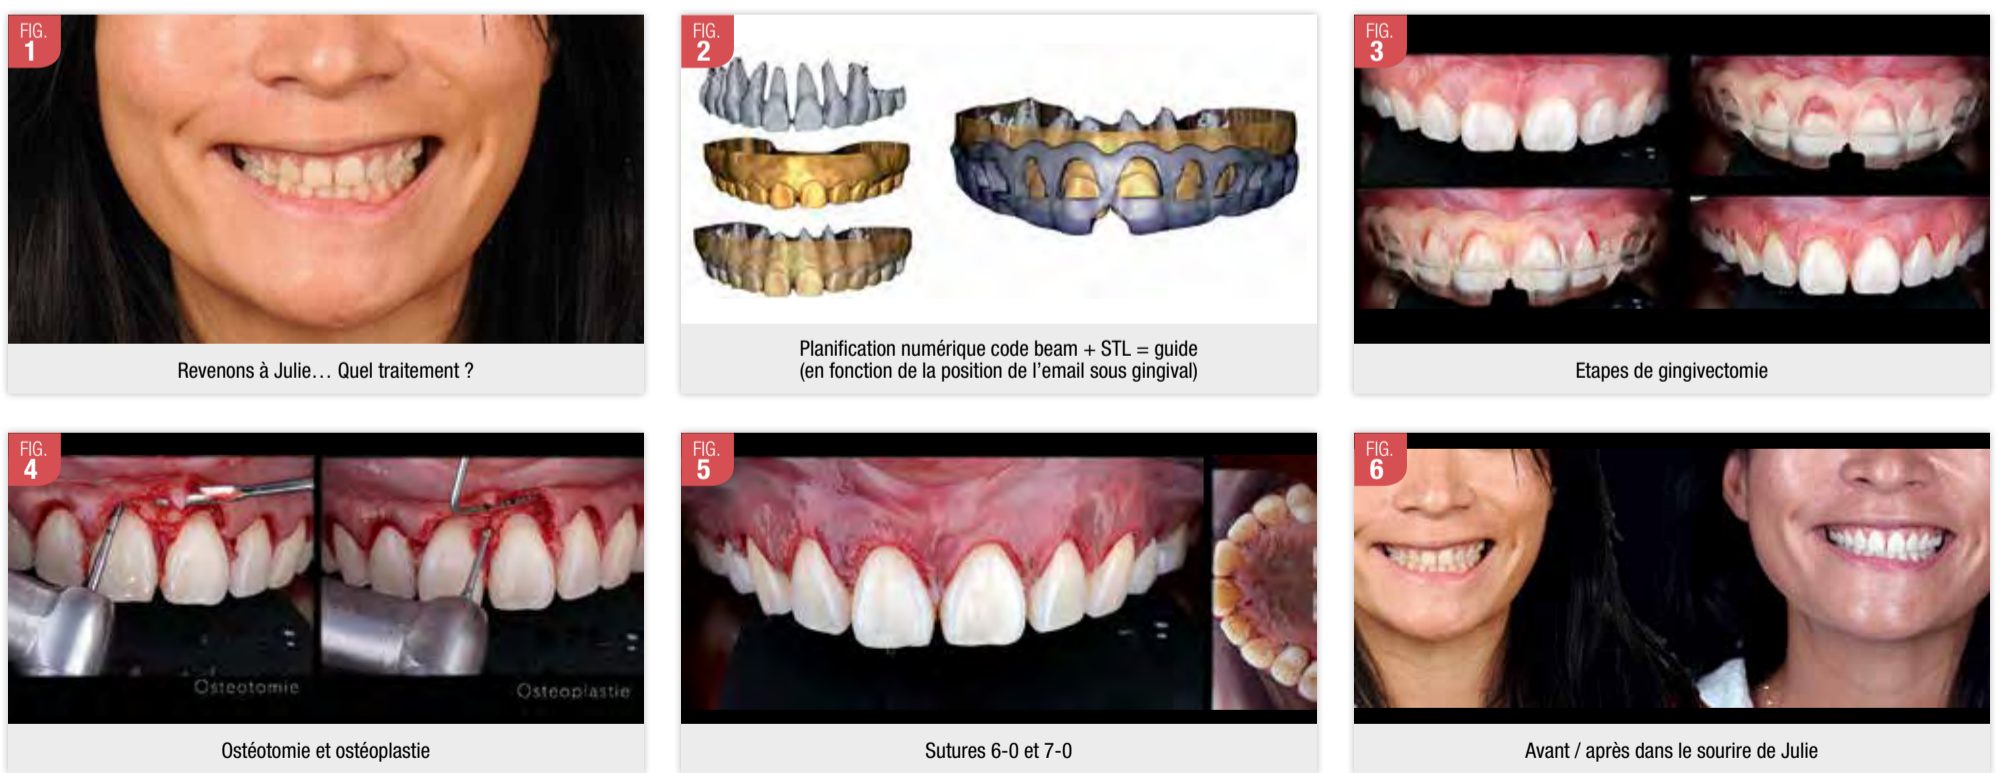 FIG.
1
Revenons à Julie… Quel traitement ?
FIG.
2
Planification numérique code beam + STL = guide
(en fonction de la position de l’email sous gingival)
FIG.
3
Etapes de gingivectomie
FIG.
4
Osteotomie
Osteoplastie
Ostéotomie et ostéoplastie
FIG.
5
Sutures 6-0 et 7-0
FIG.
6
Avant / après dans le sourire de Julie